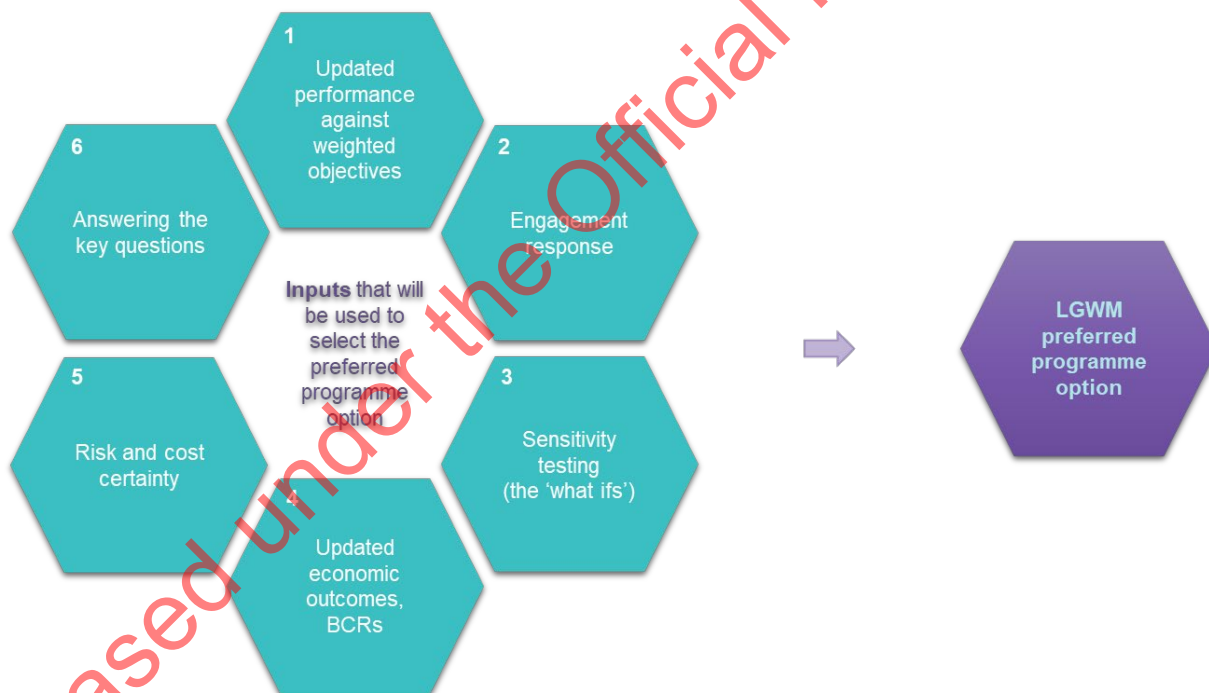 1
Updated
performance
against
weighted
objectives
2
Engagement
response
3
Sensitivity
testing
(the ‘what ifs’)
4
Updated
economic
outcomes,
BCRs
5
Risk and cost
certainty
6
Answering the
key questions
Inputs that will
be used to
select the
preferred
programme
option
LGWM
preferred
programme
option
ased under the Official